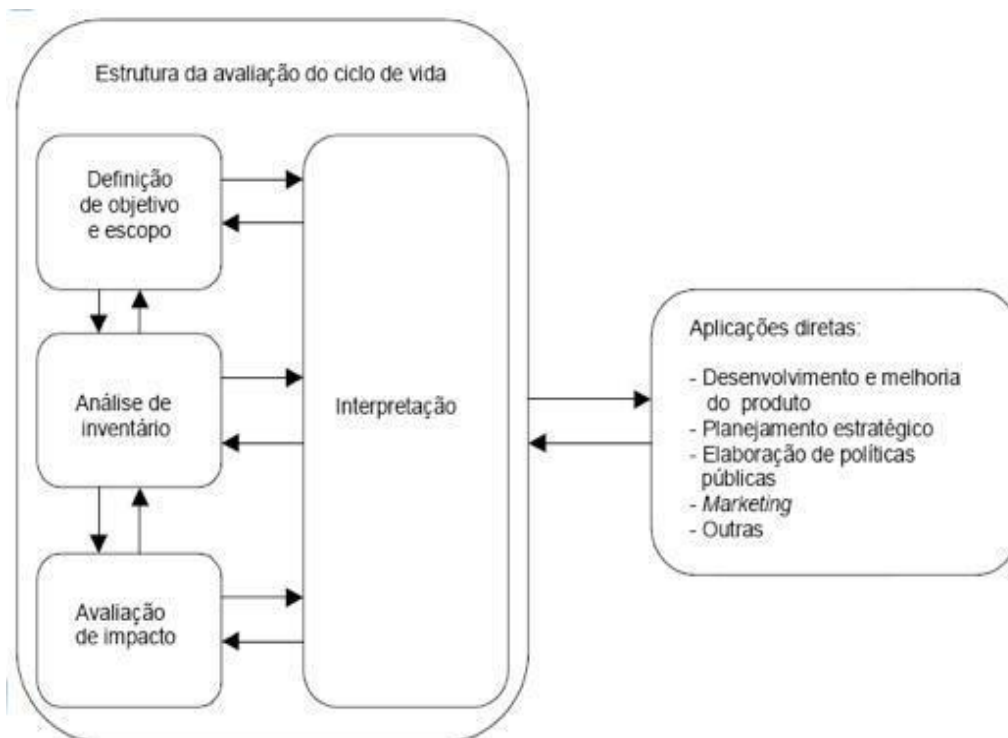 Estrutura da avaliação do ciclo de vida
Definição
de objetivo
e escopo
Análise de
inventário
Avaliação
de impacto
Interpretação
Aplicações diretas:
- Desenvolvimento e melhoria
do produto
- Planejamento estratégico
- Elaboração de políticas
públicas
- Marketing
- Outras